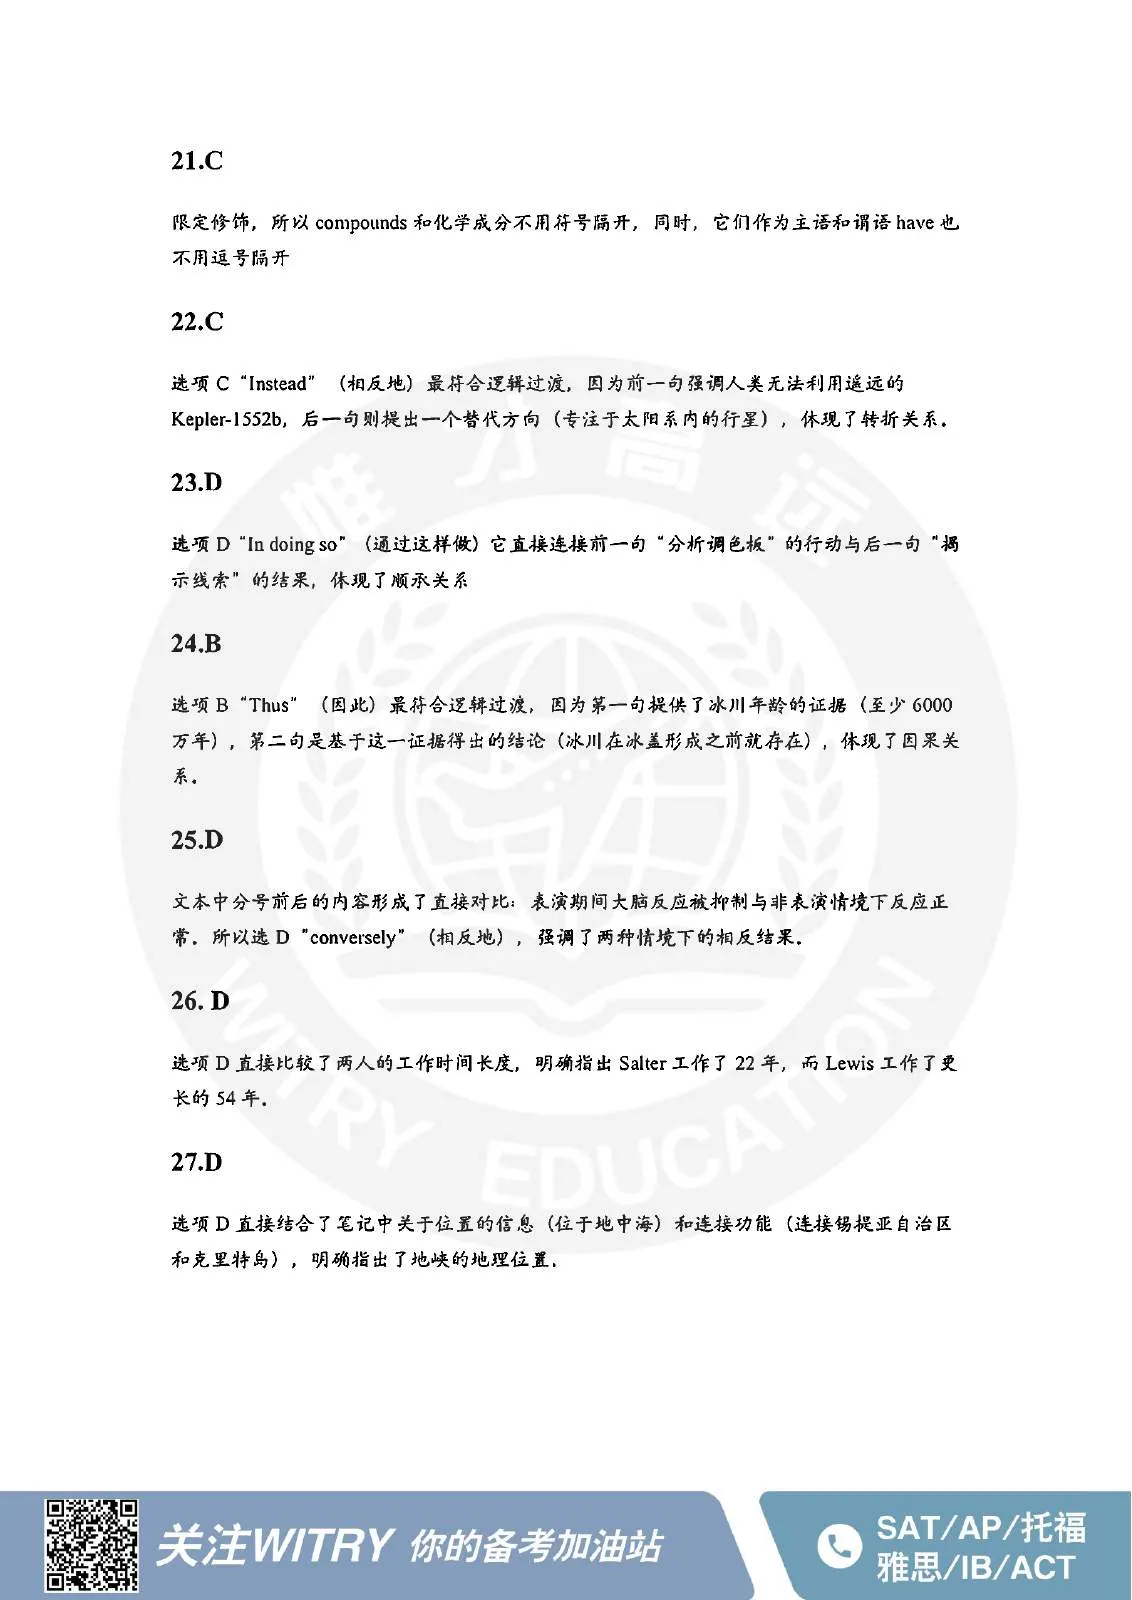 21.C
限定修饰，所以 compounds 和化学成分不用符号隔开，同时，它们作为主语和谓语 have 也
不用逗号隔开
22.C
选项 C“Instead”（相反地）最符合逻辑过渡，因为前一句强调人类无法利用遥远的
Kepler-1552b，后一句则提出一个替代方向（专注于太阳系内的行星），体现了转折关系。
23.D
选项 D“In doing so”（通过这样做）它直接连接前一句“分析调色板”的行动与后一句“揭
示线索”的结果，体现了顺承关系
24.B
选项 B“Thus”（因此）最符合逻辑过渡，因为第一句提供了冰川年龄的证据（至少 6000
万年），第二句是基于这一证据得出的结论（冰川在冰盖形成之前就存在），体现了因果关
系。
25.D
文本中分号前后的内容形成了直接对比：表演期间大脑反应被抑制与非表演情境下反应正
常。所以选 D“conversely”（相反地），强调了两种情境下的相反结果。
26. D
选项 D 直接比较了两人的工作时间长度，明确指出 Salter 工作了 22 年，而 Lewis 工作了更
长的 54 年。
27.D
选项 D 直接结合了笔记中关于位置的信息（位于地中海）和连接功能（连接锡提亚自治区
和克里特岛），明确指出了地峡的地理位置。
惟力高远
WITRY EDUCATION
关注WITRY 你的备考加油站
SAT/AP/托福
雅思/IB/ACT